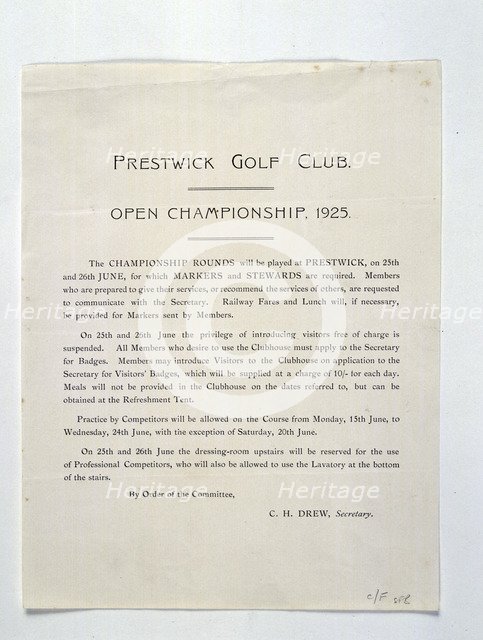 PRESTWICK GOLF CLUB.
OPEN CHAMPIONSHIP, 1925.
The CHAMPIONSHIP ROUNDS will be played at PRESTWICK, on 25th
and 26th JUNE, for which MARKERS and STEWARDS are required. Members
who are prepared to give their services, or recommend the services of others, are requested
to communicate with the Secretary. Railway Fares and Lunch will, if necessary,
be provided for Markers sent by Members.
On 25th and 26th June the privilege of introducing visitors free of charge is
suspended. All Members who desire to use the Clubhouse must apply to the Secretary
for Badges. Members may introduce Visitors to the Clubhouse on application to the
Secretary for Visitors' Badges, which will be supplied at a charge of 10/- for each day.
Meals will not be provided in the Clubhouse on the dates referred to, but can be
obtained at the Refreshment Tent.
Practice by Competitors will be allowed on the Course from Monday, 15th June, to
Wednesday, 24th June, with the exception of Saturday, 20th June.
On 25th and 26th June the dressing-room upstairs will be reserved for the use
of Professional Competitors, who will also be allowed to use the Lavatory at the bottom
of the stairs.
By Order of the Committee,
C. H. DREW, Secretary.
c/F
Heritage Heritage
Heritage Heritage
Heritage Heritage